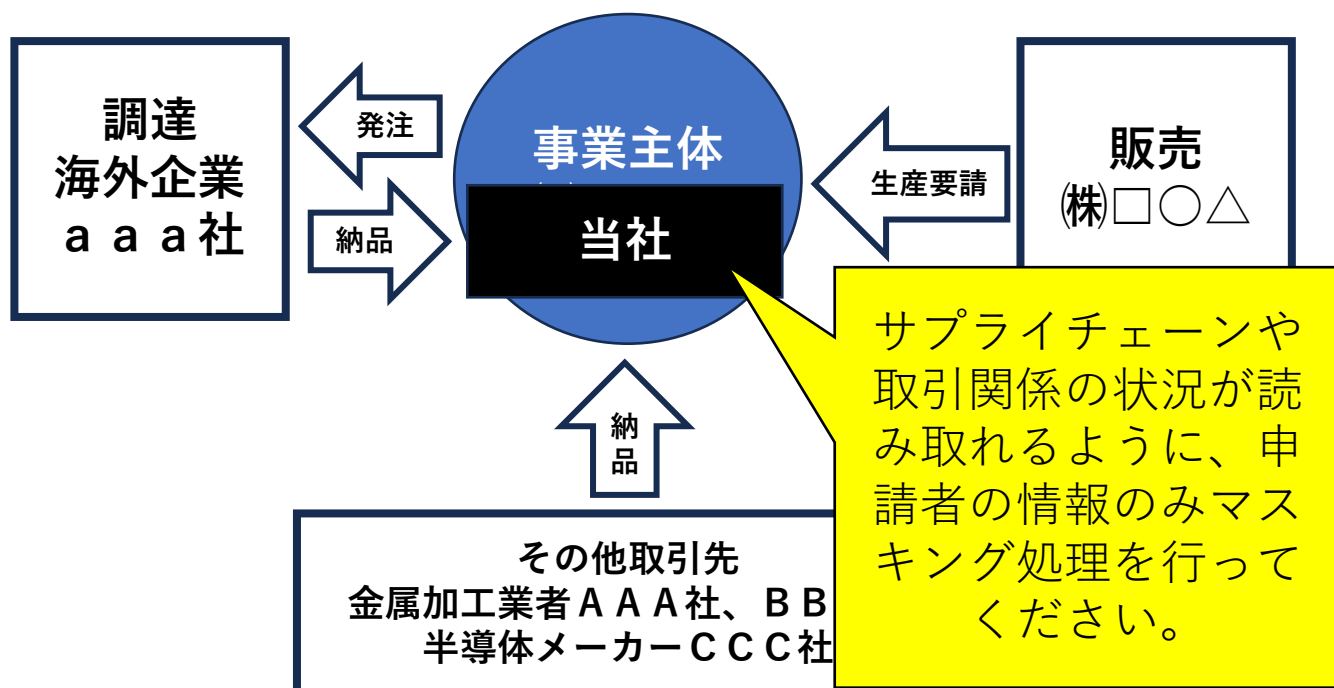 調達
海外企業
ａａａ社
発注
納品
事業主体
当社
生産要請
販売
㈱□○△
納
品
その他取引先
金属加工業者ＡＡＡ社、ＢＢ
半導体メーカーＣＣＣ社
サプライチェーンや
取引関係の状況が読
み取れるように、申
請者の情報のみマス
キング処理を行って
ください。